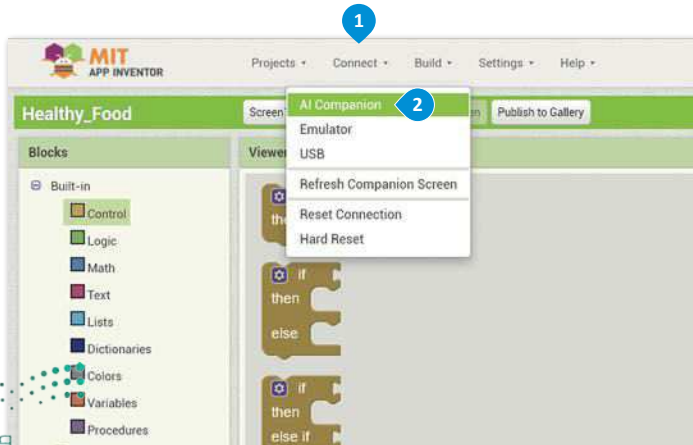 1
MIT
APP INVENTOR
Projects Connect Build Settings Help
Healthy_Food
Screen
AI Companion
2
Publish to Gallery
Emulator
USB
Refresh Companion Screen
Reset Connection
Hard Reset
Blocks
Viewer
Built-in
Control
Logic
Math
Text
Lists
Dictionaries
Colors
Variables
Procedures
if
then
else
if
then
else if